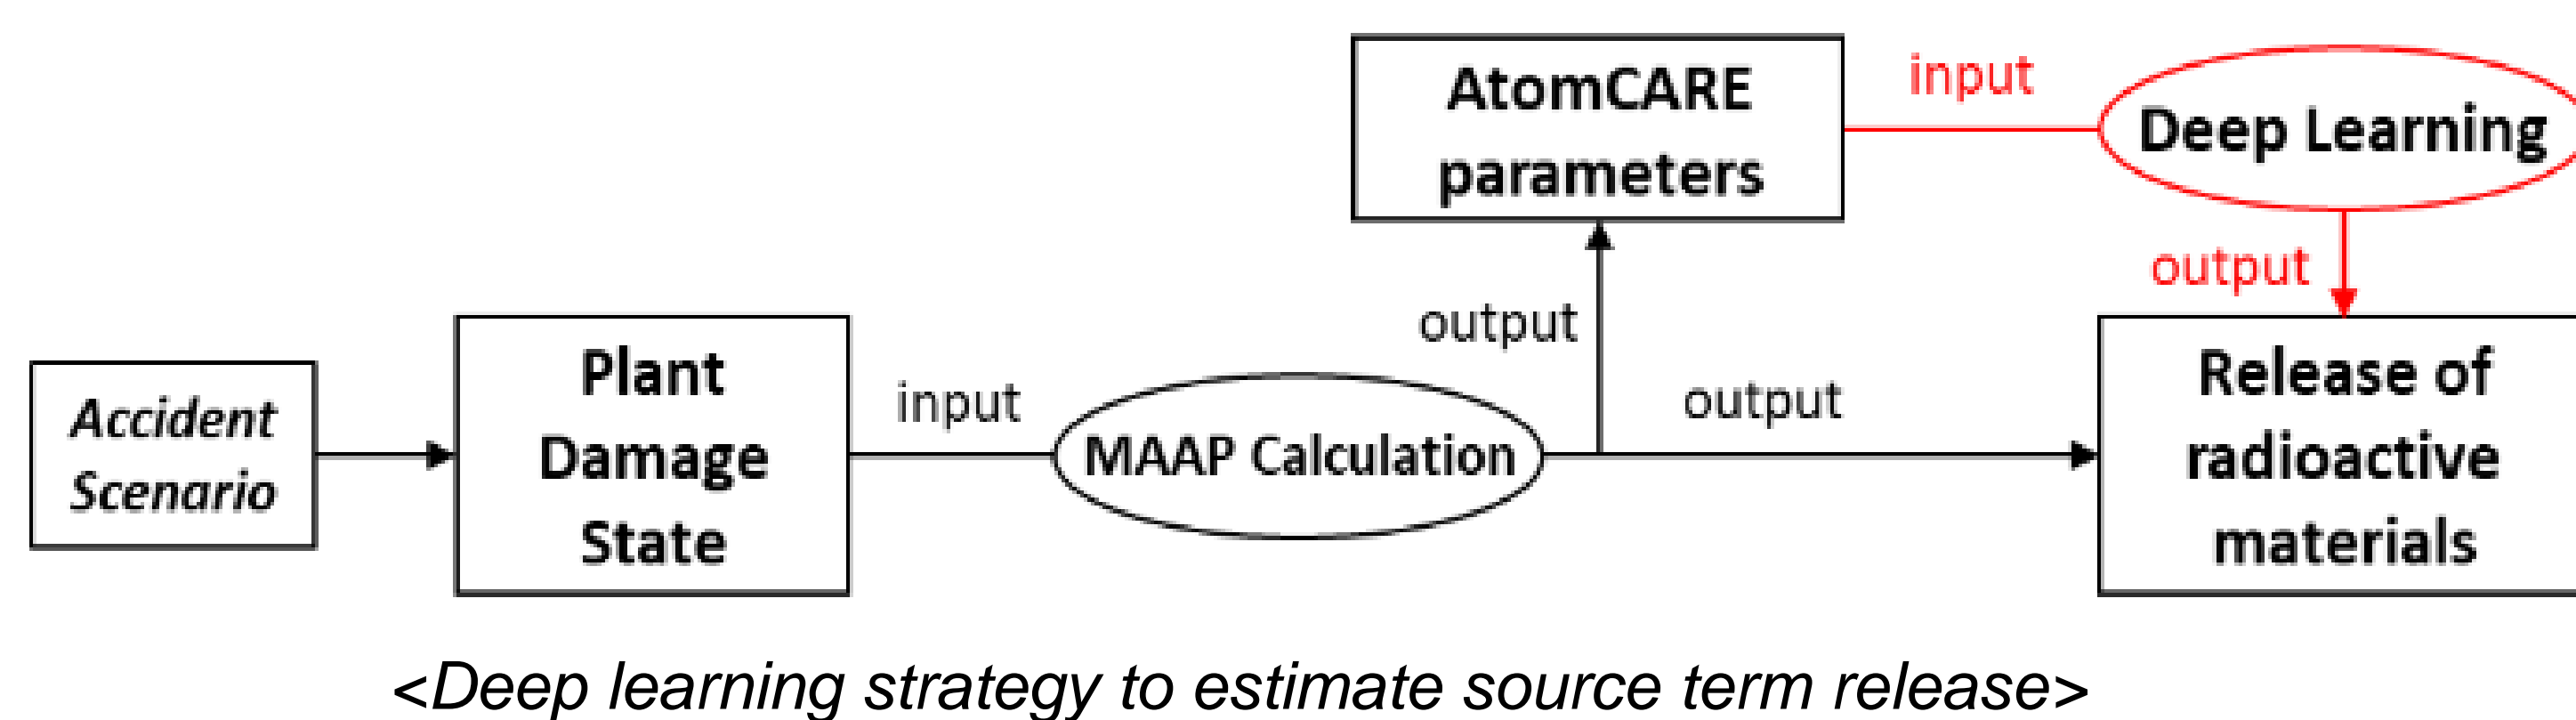 AtomCARE
parameters
input
Deep Learning
output
Accident
Scenario
Plant
Damage
State
input
MAAP Calculation
output
output
Release of
radioactive
materials
<Deep learning strategy to estimate source term release>